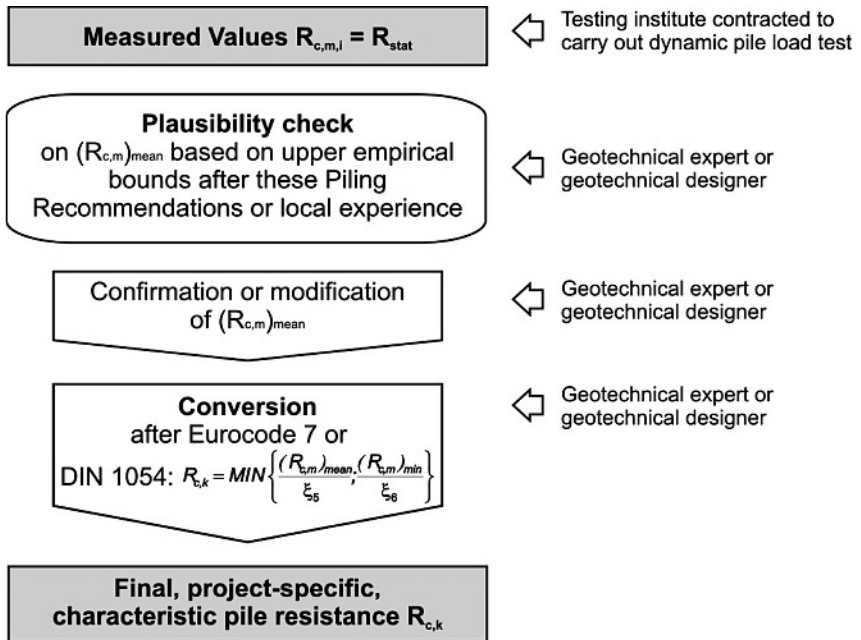 Measured Values R_c,m,i = R_stat
Testing institute contracted to
carry out dynamic pile load test
Plausibility check
on (R_c,m)_mean based on upper empirical
bounds after these Piling
Recommendations or local experience
Geotechnical expert or
geotechnical designer
Confirmation or modification
of (R_c,m)_mean
Geotechnical expert or
geotechnical designer
Conversion
after Eurocode 7 or
DIN 1054: R_c,k = MIN{(R_c,m)_mean/ξ_5; (R_c,m)_min/ξ_6}
Geotechnical expert or
geotechnical designer
Final, project-specific,
characteristic pile resistance R_c,k